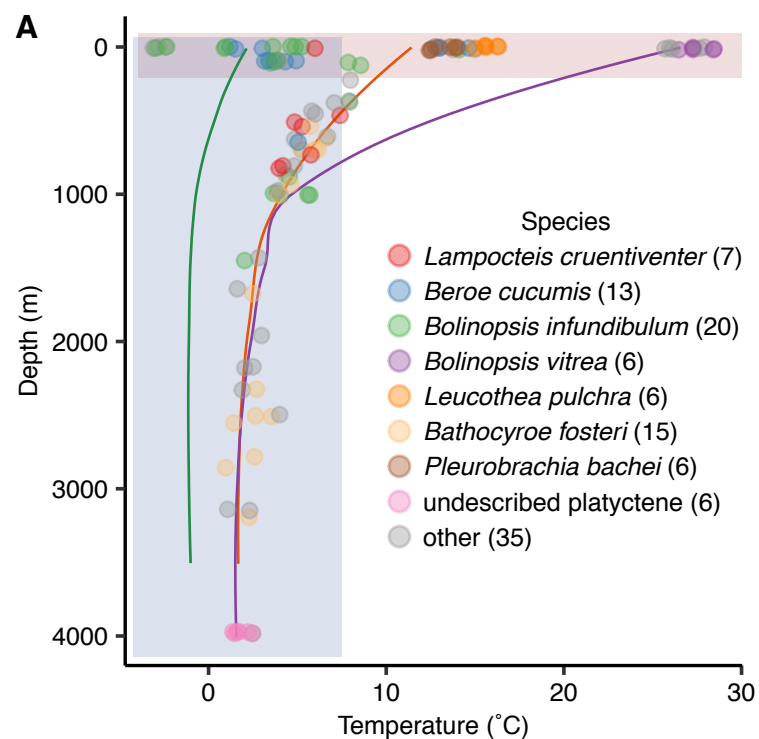 A
0
1000
2000
3000
4000
Depth (m)
Species
Lampocteis cruentiventer (7)
Beroe cucumis (13)
Bolinopsis infundibulum (20)
Bolinopsis vitrea (6)
Leucothea pulchra (6)
Bathocyroe fosteri (15)
Pleurobrachia bachei (6)
undescribed platyctene (6)
other (35)
0 10 20 30
Temperature (˚C)